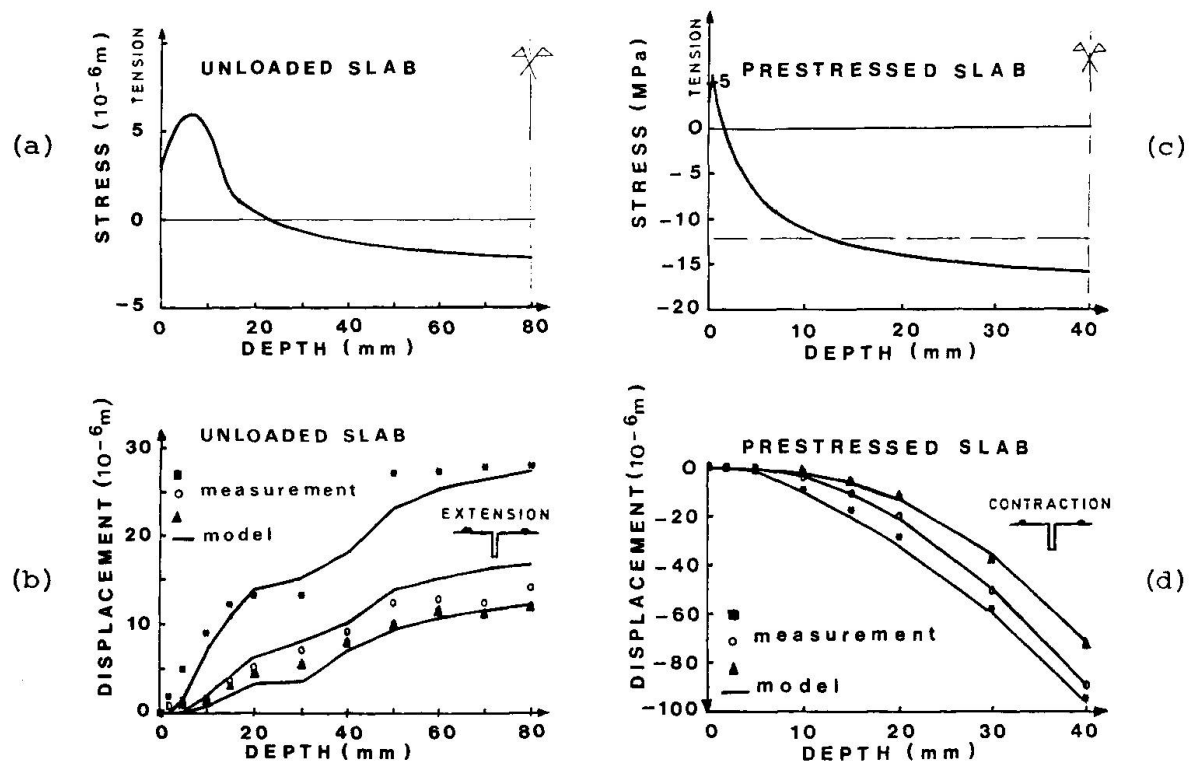 (a)
STRESS (10⁻⁶m)
TENSION
UNLOADED SLAB
5
0
-5
0 20 40 60 80
DEPTH (mm)
(c)
STRESS (MPa)
TENSION
PRESTRESSED SLAB
+5
0
-5
-10
-15
-20
0 10 20 30 40
DEPTH (mm)
(b)
DISPLACEMENT (10⁻⁶m)
UNLOADED SLAB
30
20
10
0
measurement
model
EXTENSION
0 20 40 60 80
DEPTH (mm)
(d)
DISPLACEMENT (10⁻⁶m)
PRESTRESSED SLAB
0
-20
-40
-60
-80
-100
CONTRACTION
measurement
model
0 10 20 30 40
DEPTH (mm)